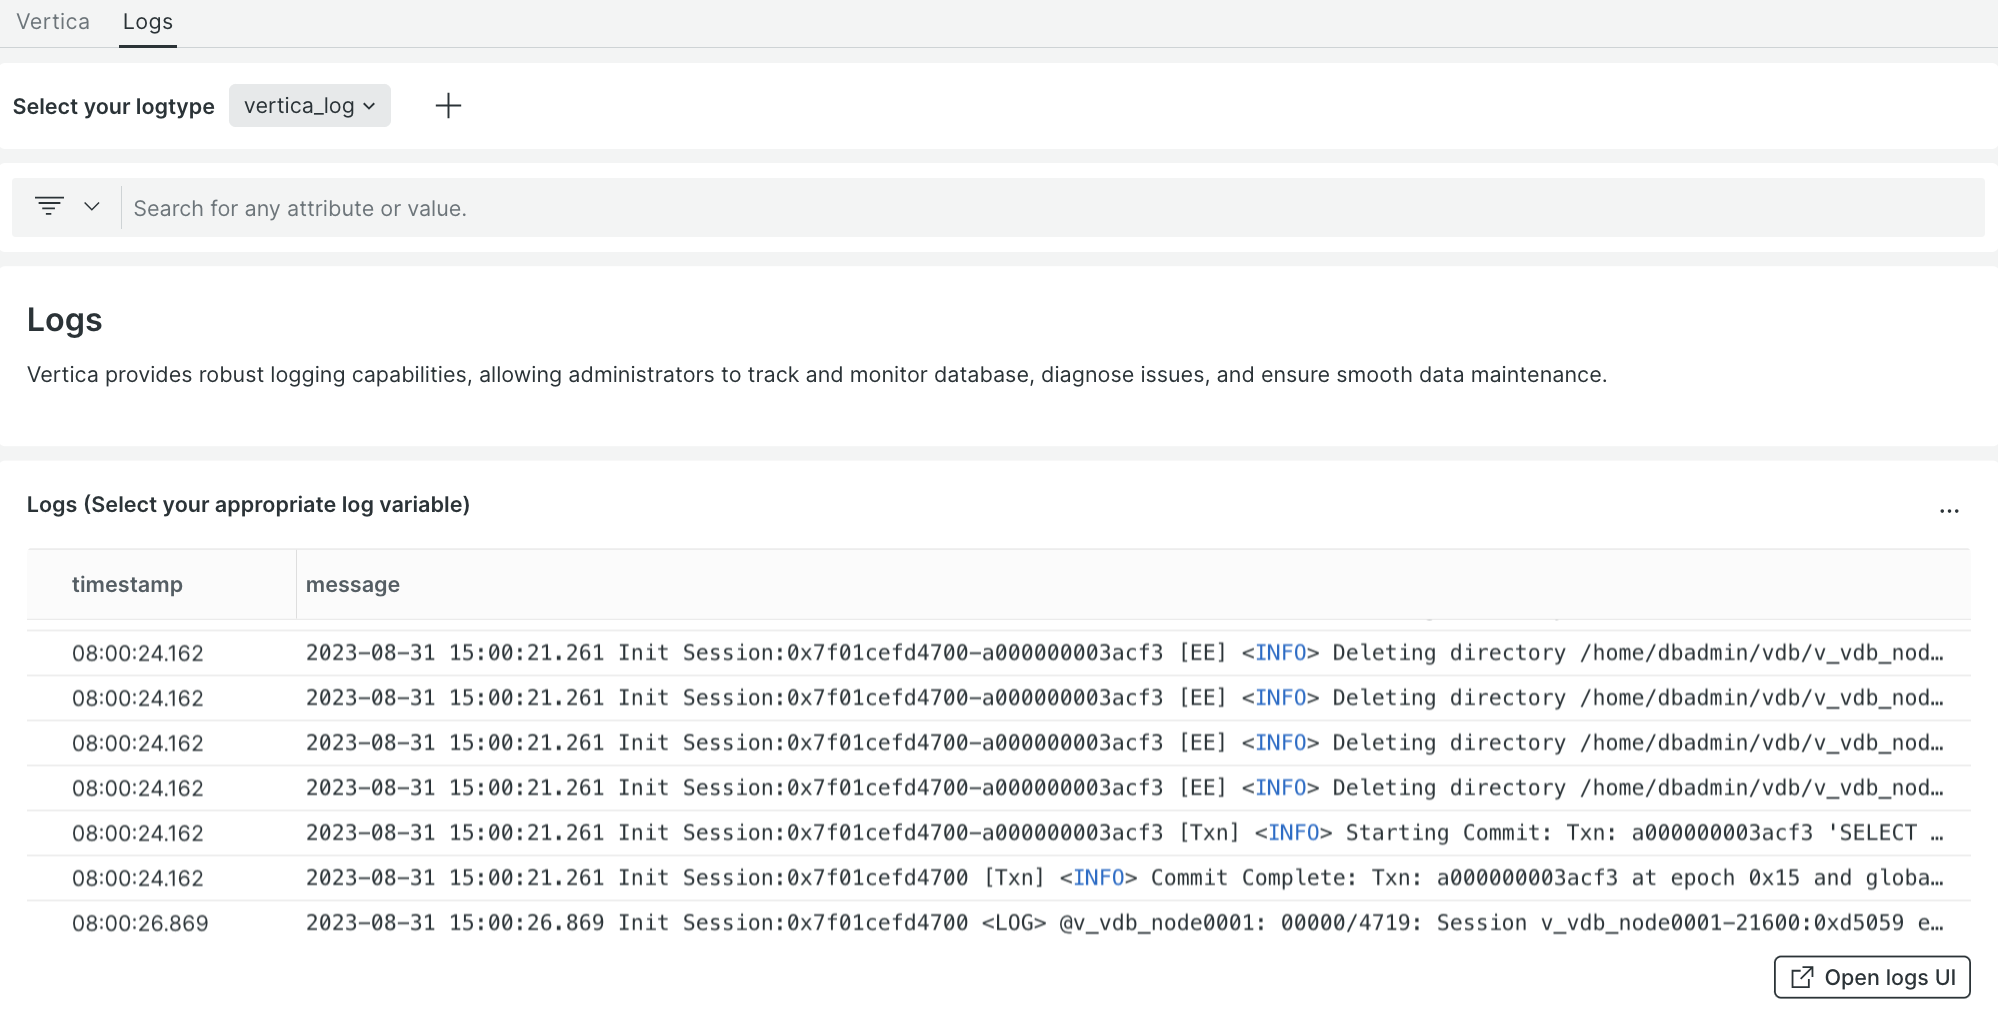 Vertica Logs
Select your logtype vertica_log
Search for any attribute or value.
Logs
Vertica provides robust logging capabilities, allowing administrators to track and monitor database, diagnose issues, and ensure smooth data maintenance.
Logs (Select your appropriate log variable) ...
timestamp message
08:00:24.162 2023-08-31 15:00:21.261 Init Session:0x7f01cefd4700-a000000003acf3 [EE] <INFO> Deleting directory /home/dbadmin/vdb/v_vdb_nod…
08:00:24.162 2023-08-31 15:00:21.261 Init Session:0x7f01cefd4700-a000000003acf3 [EE] <INFO> Deleting directory /home/dbadmin/vdb/v_vdb_nod…
08:00:24.162 2023-08-31 15:00:21.261 Init Session:0x7f01cefd4700-a000000003acf3 [EE] <INFO> Deleting directory /home/dbadmin/vdb/v_vdb_nod…
08:00:24.162 2023-08-31 15:00:21.261 Init Session:0x7f01cefd4700-a000000003acf3 [EE] <INFO> Deleting directory /home/dbadmin/vdb/v_vdb_nod…
08:00:24.162 2023-08-31 15:00:21.261 Init Session:0x7f01cefd4700-a000000003acf3 [Txn] <INFO> Starting Commit: Txn: a000000003acf3 'SELECT …
08:00:24.162 2023-08-31 15:00:21.261 Init Session:0x7f01cefd4700 [Txn] <INFO> Commit Complete: Txn: a000000003acf3 at epoch 0x15 and globa…
08:00:26.869 2023-08-31 15:00:26.869 Init Session:0x7f01cefd4700 <LOG> @v_vdb_node0001: 00000/4719: Session v_vdb_node0001-21600:0xd5059 e…
Open logs UI